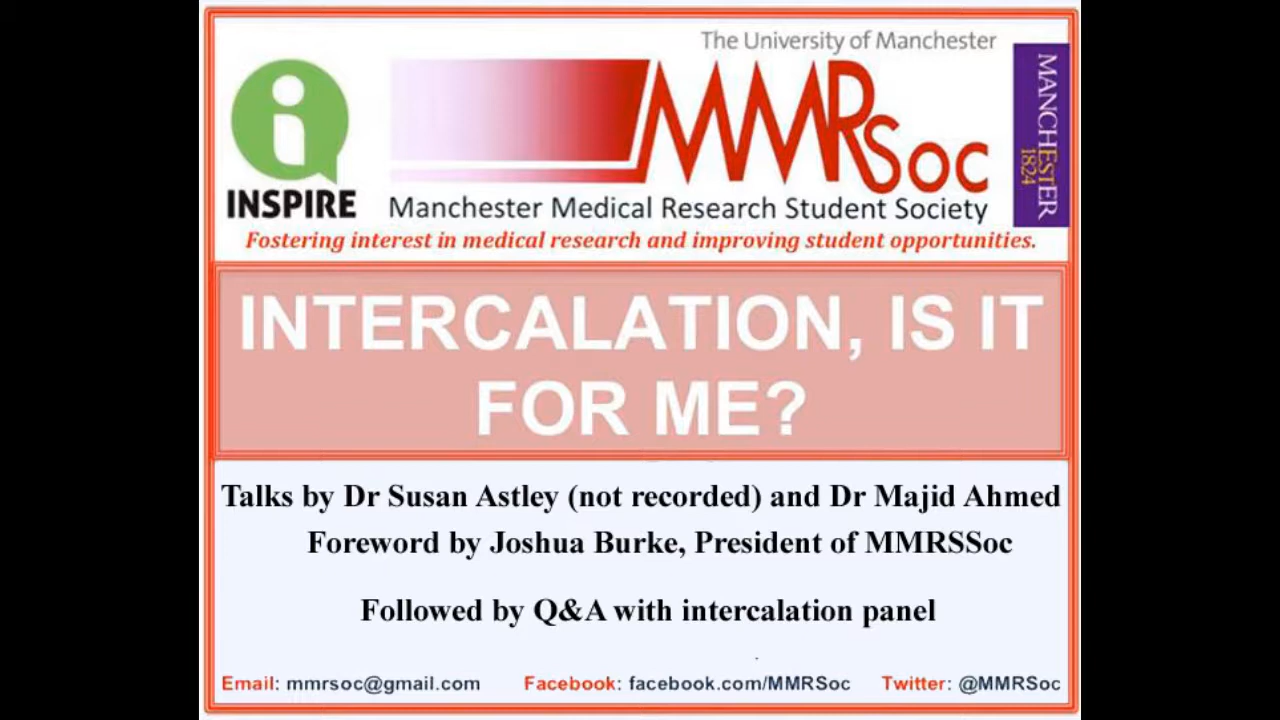 The University of Manchester
i
INSPIRE
MMRSoc
MANCHESTER
1824
Manchester Medical Research Student Society
Fostering interest in medical research and improving student opportunities.
INTERCALATION, IS IT
FOR ME?
Talks by Dr Susan Astley (not recorded) and Dr Majid Ahmed
Foreword by Joshua Burke, President of MMRSSoc
Followed by Q&A with intercalation panel
Email: mmrsoc@gmail.com Facebook: facebook.com/MMRSoc Twitter: @MMRSoc